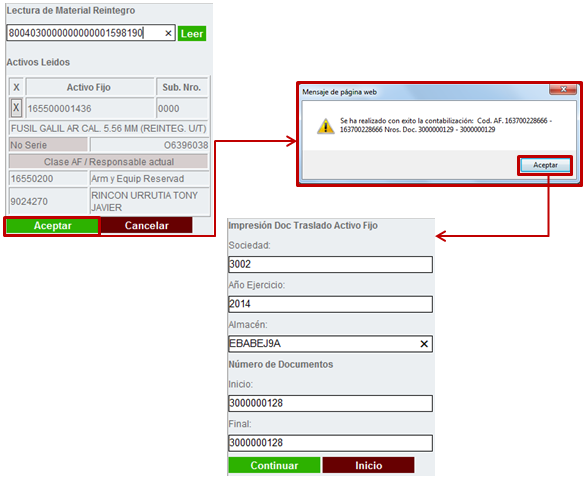 Lectura de Material Reintegro
800403000000000001598190 × Leer
Activos Leidos
X Activo Fijo Sub. Nro.
X 165500001436 0000
FUSIL GALIL AR CAL. 5.56 MM (REINTEG. U/T)
No Serie O6396038
Clase AF / Responsable actual
16550200 Arm y Equip Reservad
9024270 RINCON URRUTIA TONY
JAVIER
Aceptar Cancelar
Mensaje de página web
Se ha realizado con exito la contabilización: Cod. AF. 163700228666 -
163700228666 Nros. Doc. 3000000129 - 3000000129
Aceptar
Impresión Doc Traslado Activo Fijo
Sociedad:
3002
Año Ejercicio:
2014
Almacén:
EBABEJ9A ×
Número de Documentos
Inicio:
3000000128
Final:
3000000128
Continuar Inicio